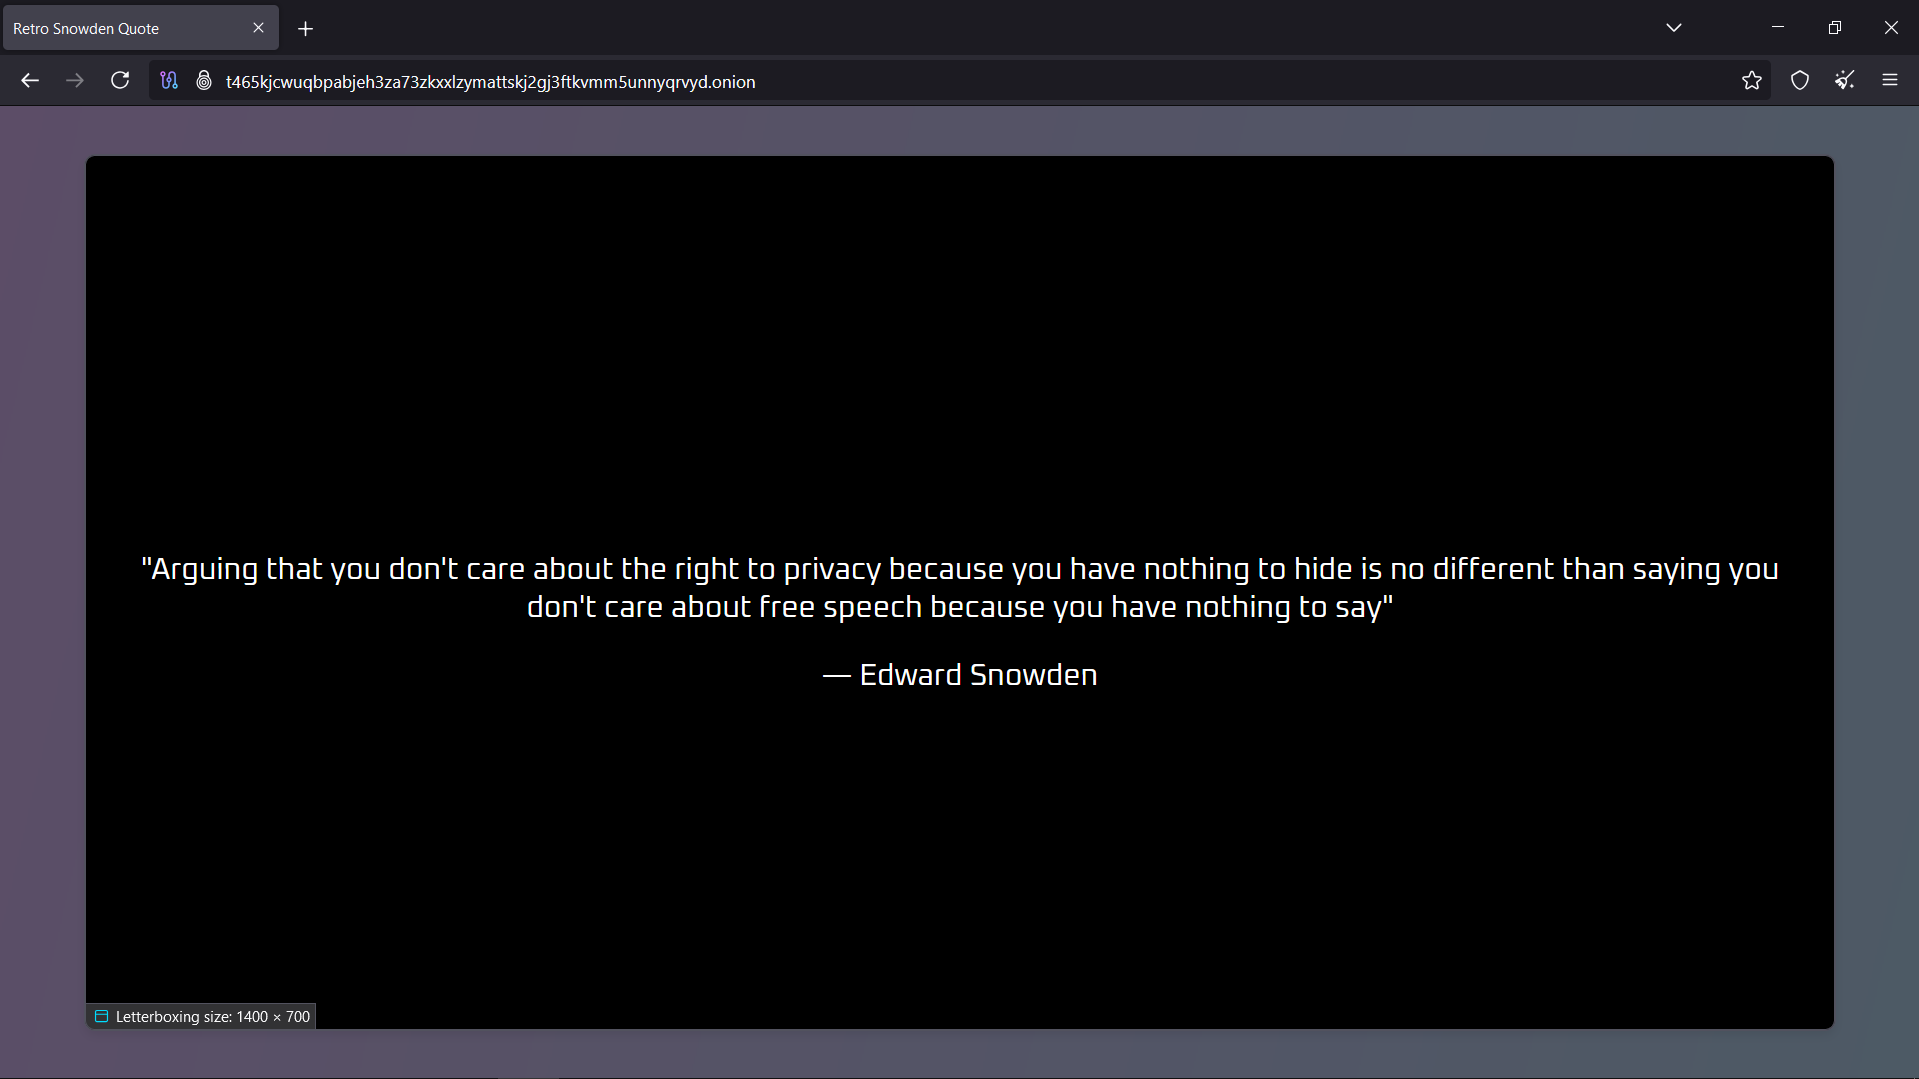 Retro Snowden Quote
t465kjcwuqbpabjeh3za73zkxxlzymattskj2gj3ftkvmm5unnyqrvyd.onion
"Arguing that you don't care about the right to privacy because you have nothing to hide is no different than saying you
don't care about free speech because you have nothing to say"
— Edward Snowden
Letterboxing size: 1400 × 700